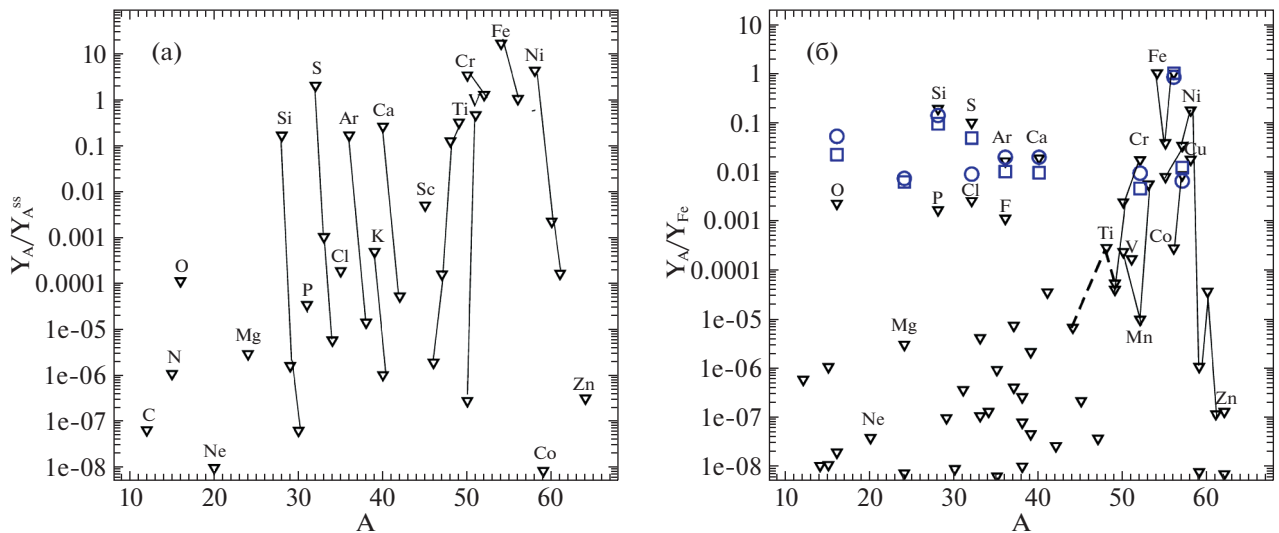 (а)
Y_A/Y_A^ss
10
1
0.1
0.01
0.001
0.0001
1e-05
1e-06
1e-07
1e-08
C
N
O
Ne
Mg
Si
P
S
Cl
Ar
K
Ca
Sc
Ti
V
Cr
Fe
Ni
Co
Zn
10 20 30 40 50 60
A
(б)
Y_A/Y_Fe
10
1
0.1
0.01
0.001
0.0001
1e-05
1e-06
1e-07
1e-08
O
Ne
Mg
Si
P
S
Cl
Ar
F
Ca
Ti
V
Cr
Mn
Fe
Co
Ni
Cu
Zn
10 20 30 40 50 60
A